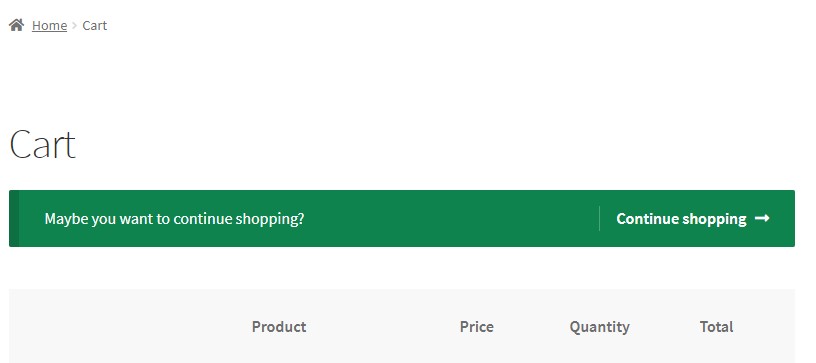 Home > Cart
Cart
Maybe you want to continue shopping? Continue shopping →
Product Price Quantity Total